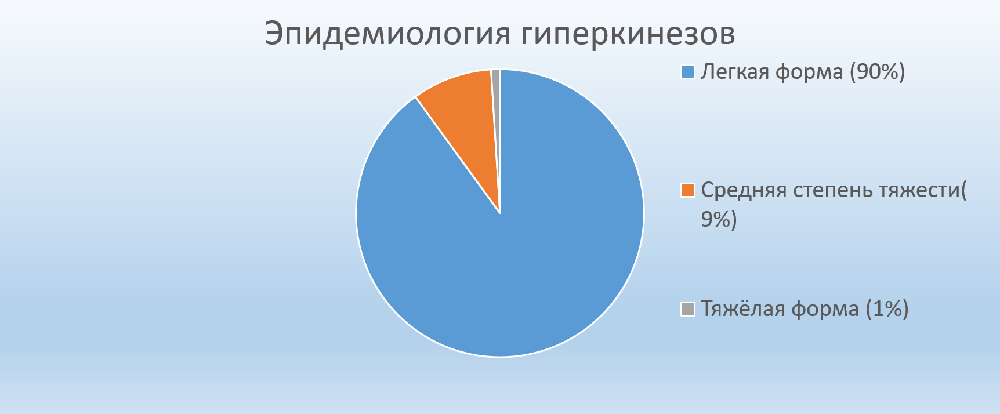 Эпидемиология гиперкинезов
Легкая форма (90%)
Средняя степень тяжести(
9%)
Тяжёлая форма (1%)